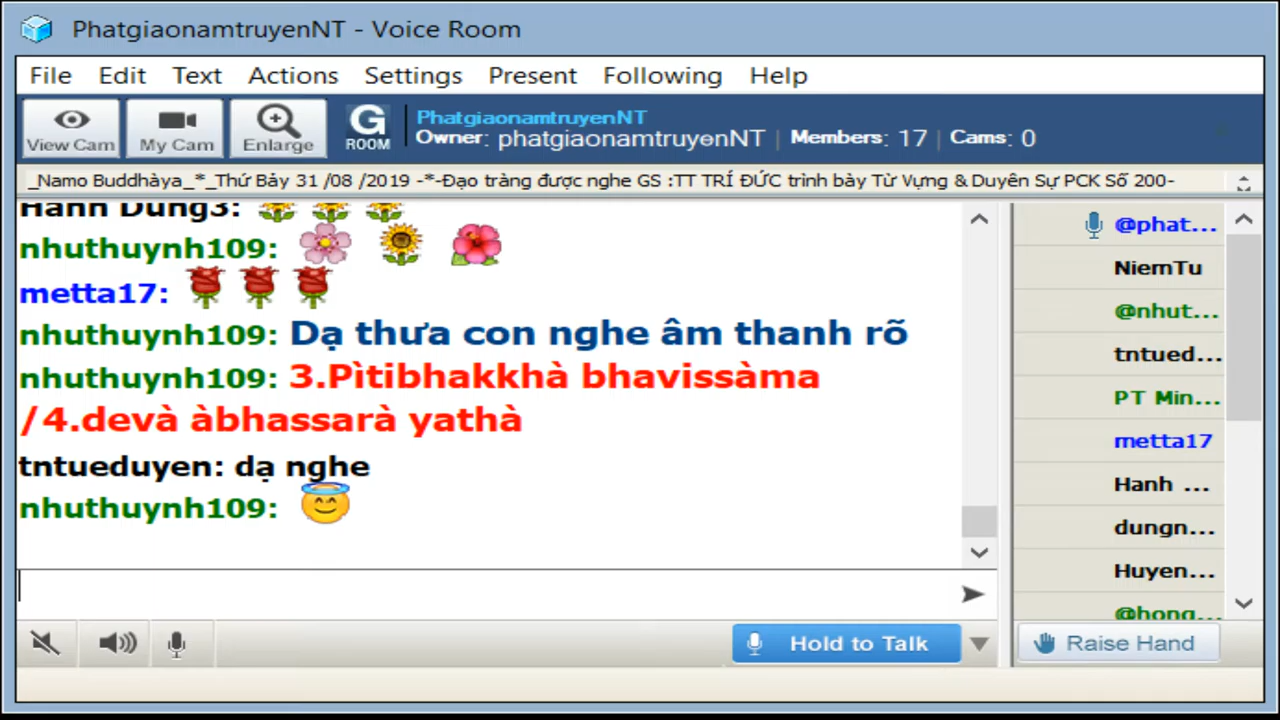 PhatgiaonamtruyenNT - Voice Room
File Edit Text Actions Settings Present Following Help
View Cam My Cam Enlarge G ROOM
PhatgiaonamtruyenNT
Owner: phatgiaonamtruyenNT | Members: 17 | Cams: 0
_Namo Buddhàya_*_Thứ Bảy 31 /08 /2019 -*-Đạo tràng được nghe GS :TT TRÍ ĐỨC trình bày Từ Vựng & Duyên Sự PCK Số 200-
Hanh Dung3:
nhuthuynh109:
metta17:
nhuthuynh109: Dạ thưa con nghe âm thanh rõ
nhuthuynh109: 3.Pìtibhakkhà bhavissàma
/4.devà àbhassarà yathà
tntueduyen: dạ nghe
nhuthuynh109:
@phat...
NiemTu
@nhut...
tntued...
PT Min...
metta17
Hanh ...
dungn...
Huyen...
@hong...
Hold to Talk
Raise Hand